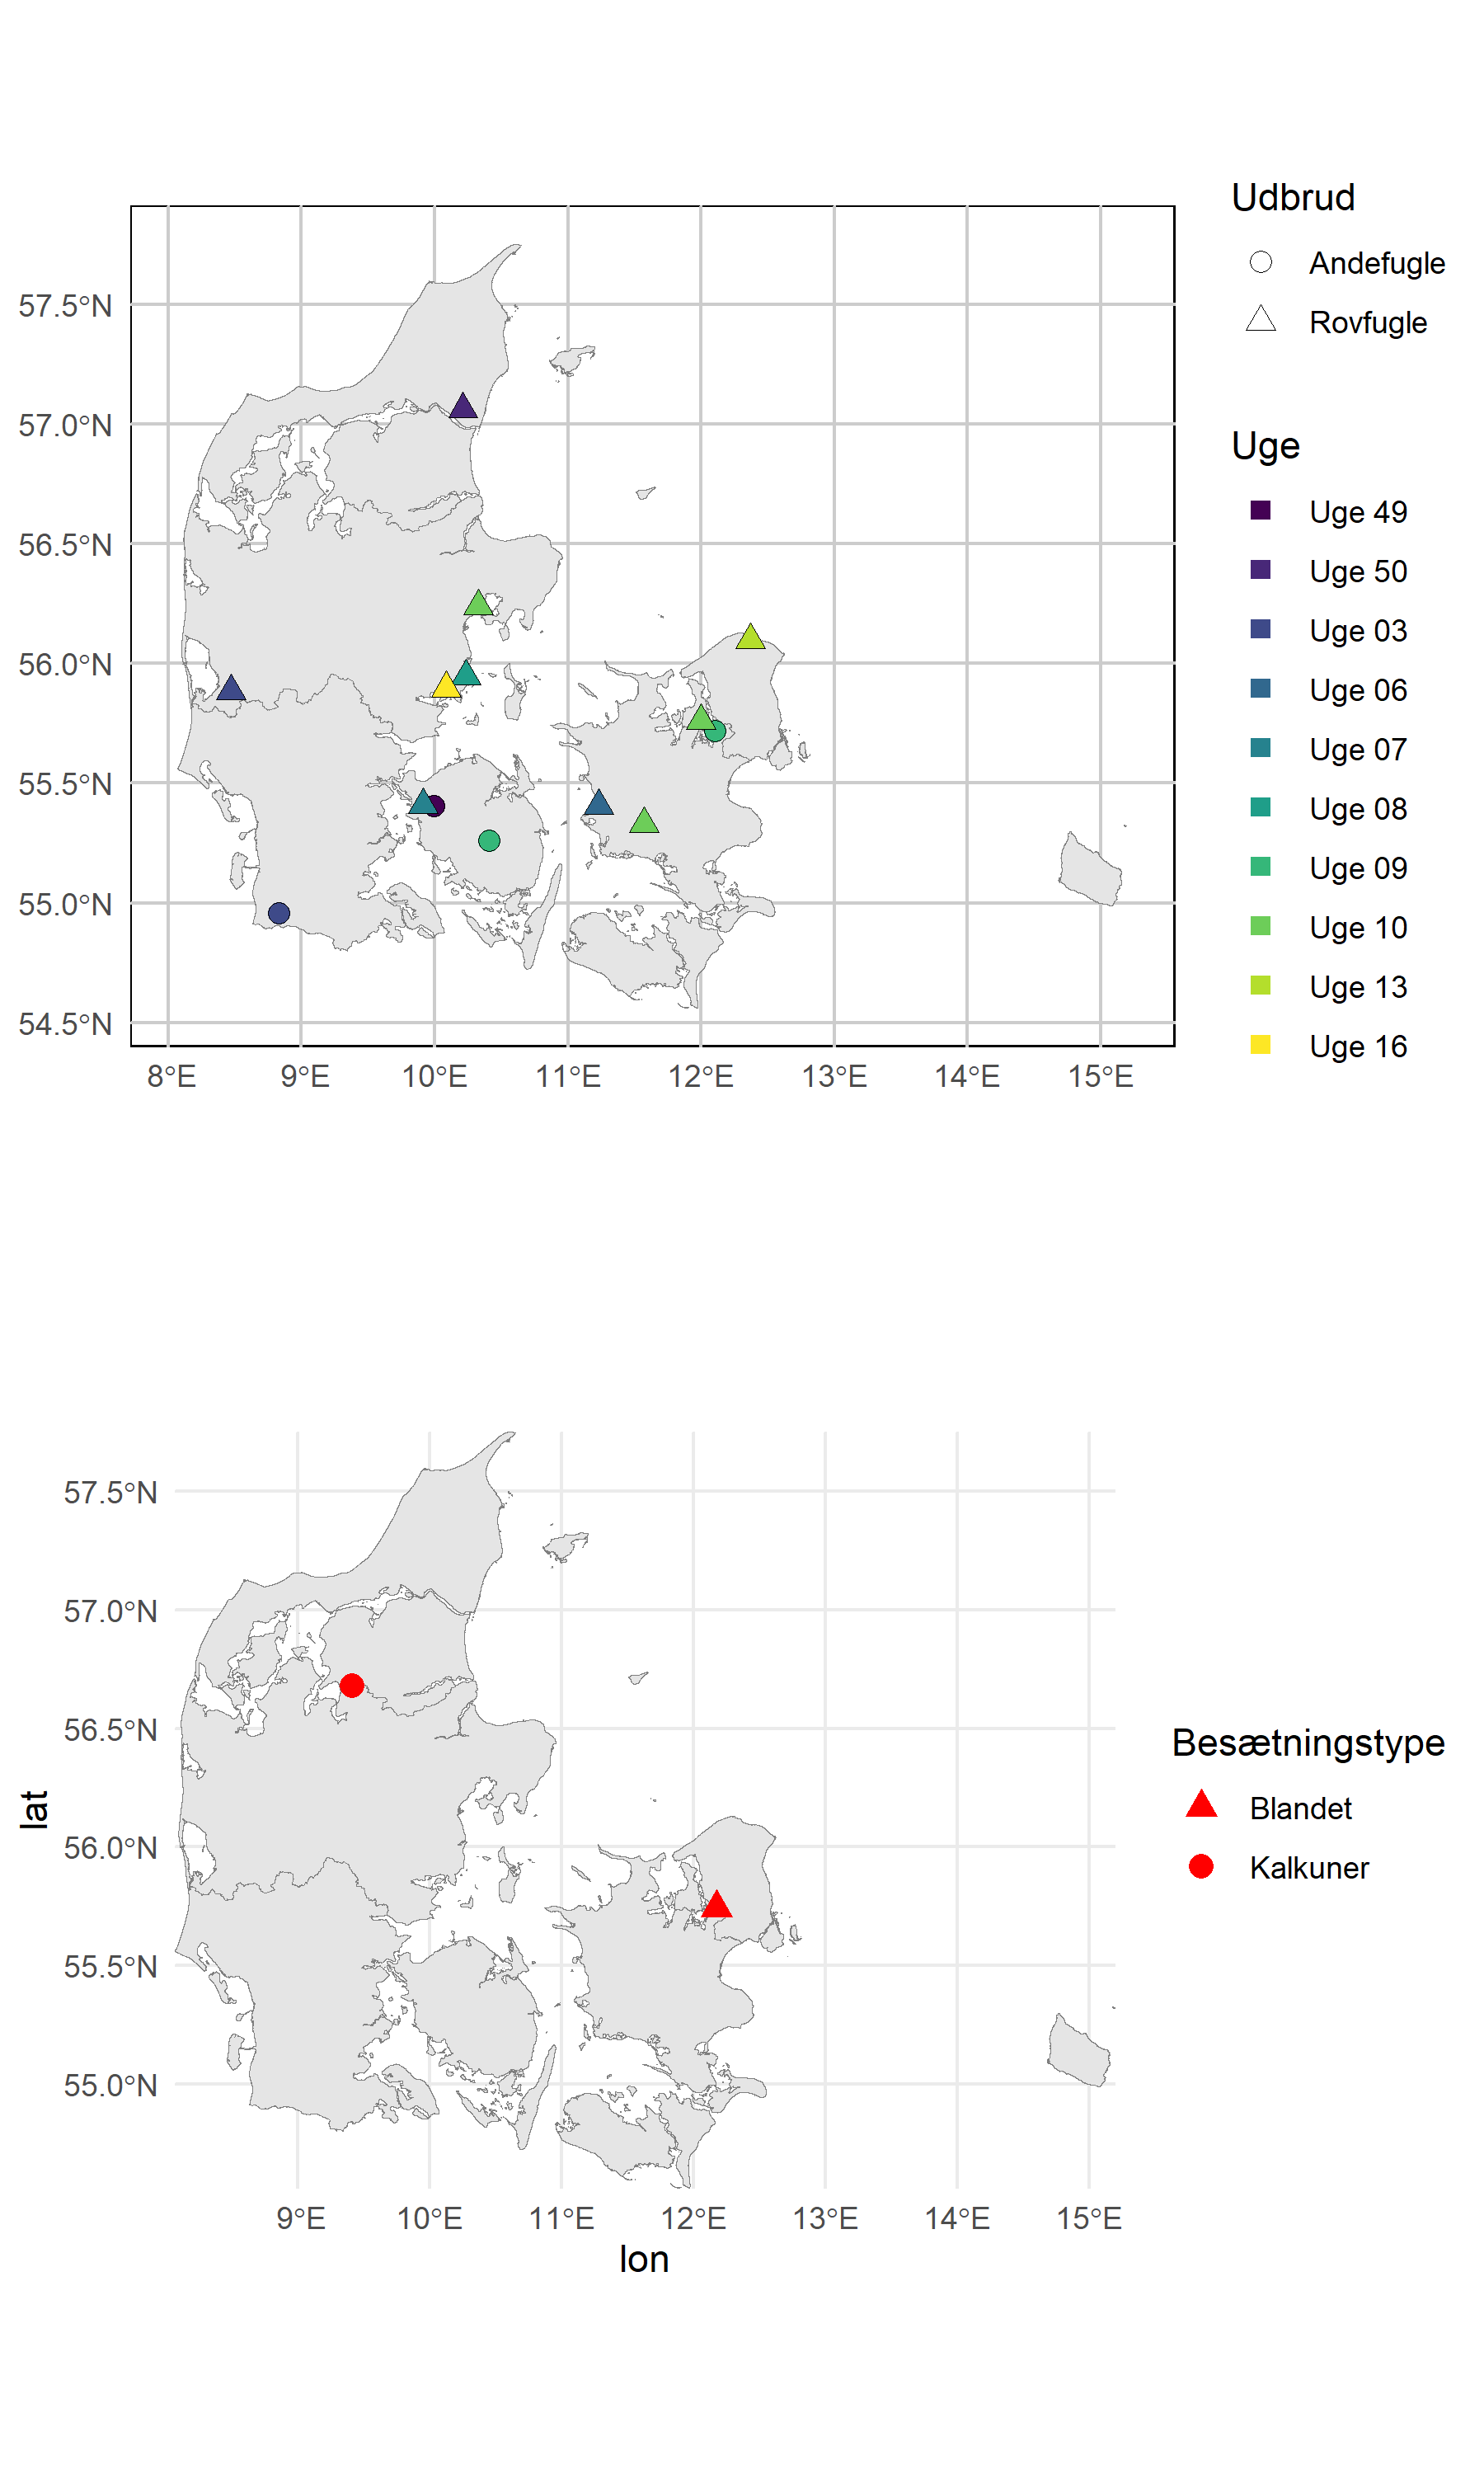 Udbrud
Andefugle
Rovfugle
Uge
Uge 49
Uge 50
Uge 03
Uge 06
Uge 07
Uge 08
Uge 09
Uge 10
Uge 13
Uge 16
57.5°N
57.0°N
56.5°N
56.0°N
55.5°N
55.0°N
54.5°N
8°E 9°E 10°E 11°E 12°E 13°E 14°E 15°E
57.5°N
57.0°N
56.5°N
56.0°N
55.5°N
55.0°N
lat
9°E 10°E 11°E 12°E 13°E 14°E 15°E
lon
Besætningstype
Blandet
Kalkuner